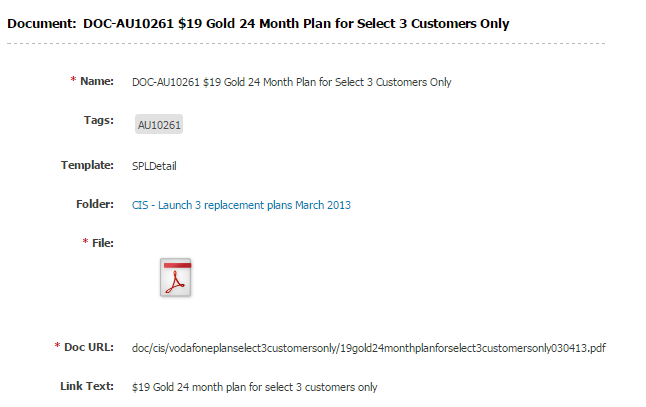 Document: DOC-AU10261 $19 Gold 24 Month Plan for Select 3 Customers Only
* Name: DOC-AU10261 $19 Gold 24 Month Plan for Select 3 Customers Only
Tags: AU10261
Template: SPLDetail
Folder: CIS - Launch 3 replacement plans March 2013
* File:
* Doc URL: doc/cis/vodafoneplanselect3customersonly/19gold24monthplanforselect3customersonly030413.pdf
Link Text: $19 Gold 24 month plan for select 3 customers only